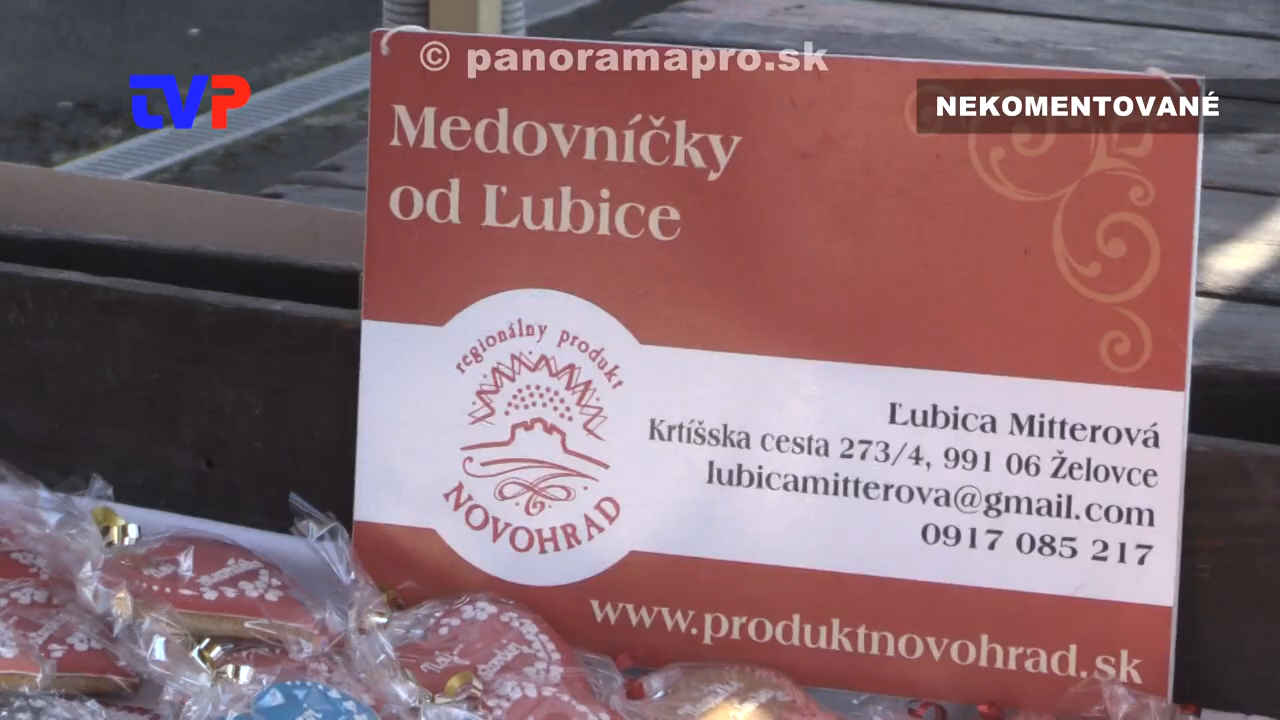 © panoramapro.sk
TVP
NEKOMENTOVANÉ
Medovníčky
od Ľubice
regionálny produkt
NOVOHRAD
Ľubica Mitterová
Krtíšska cesta 273/4, 991 06 Želovce
lubicamitterova@gmail.com
0917 085 217
www.produktnovohrad.sk